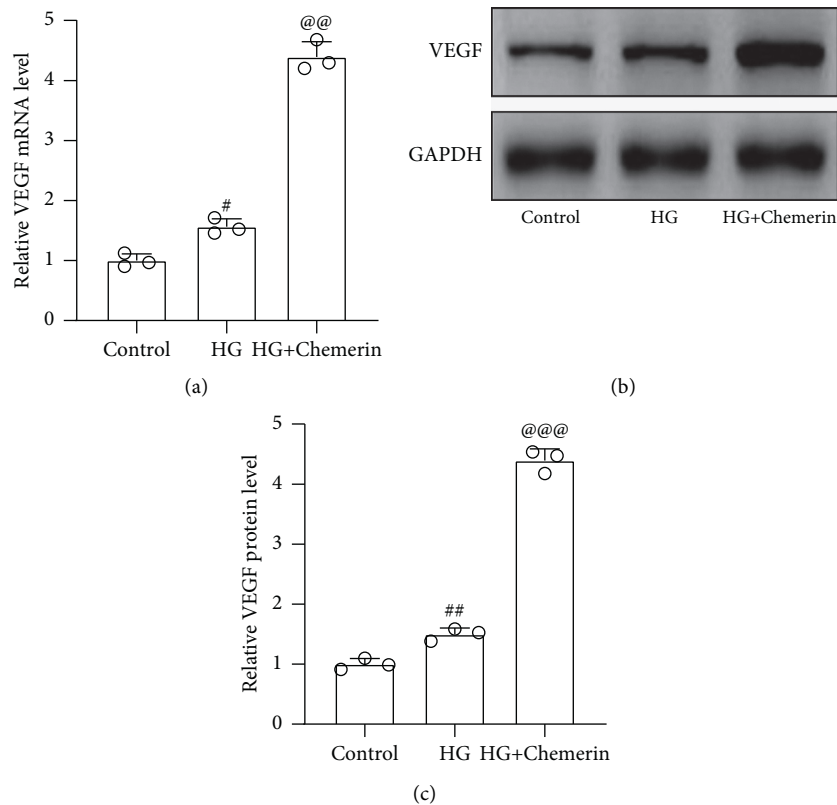 5
4
3
2
1
0
Relative VEGF mRNA level
#
@@
Control
HG
HG+Chemerin
(a)
VEGF
GAPDH
Control
HG
HG+Chemerin
(b)
5
4
3
2
1
0
Relative VEGF protein level
##
@@@
Control
HG
HG+Chemerin
(c)